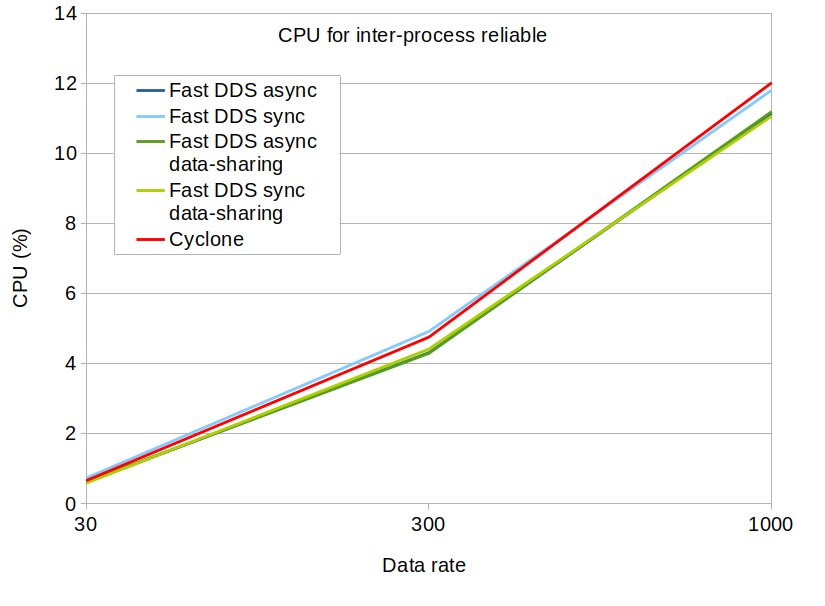 CPU for inter-process reliable
14
12
10
8
6
4
2
0
CPU (%)
Fast DDS async
Fast DDS sync
Fast DDS async
data-sharing
Fast DDS sync
data-sharing
Cyclone
30 300 1000
Data rate